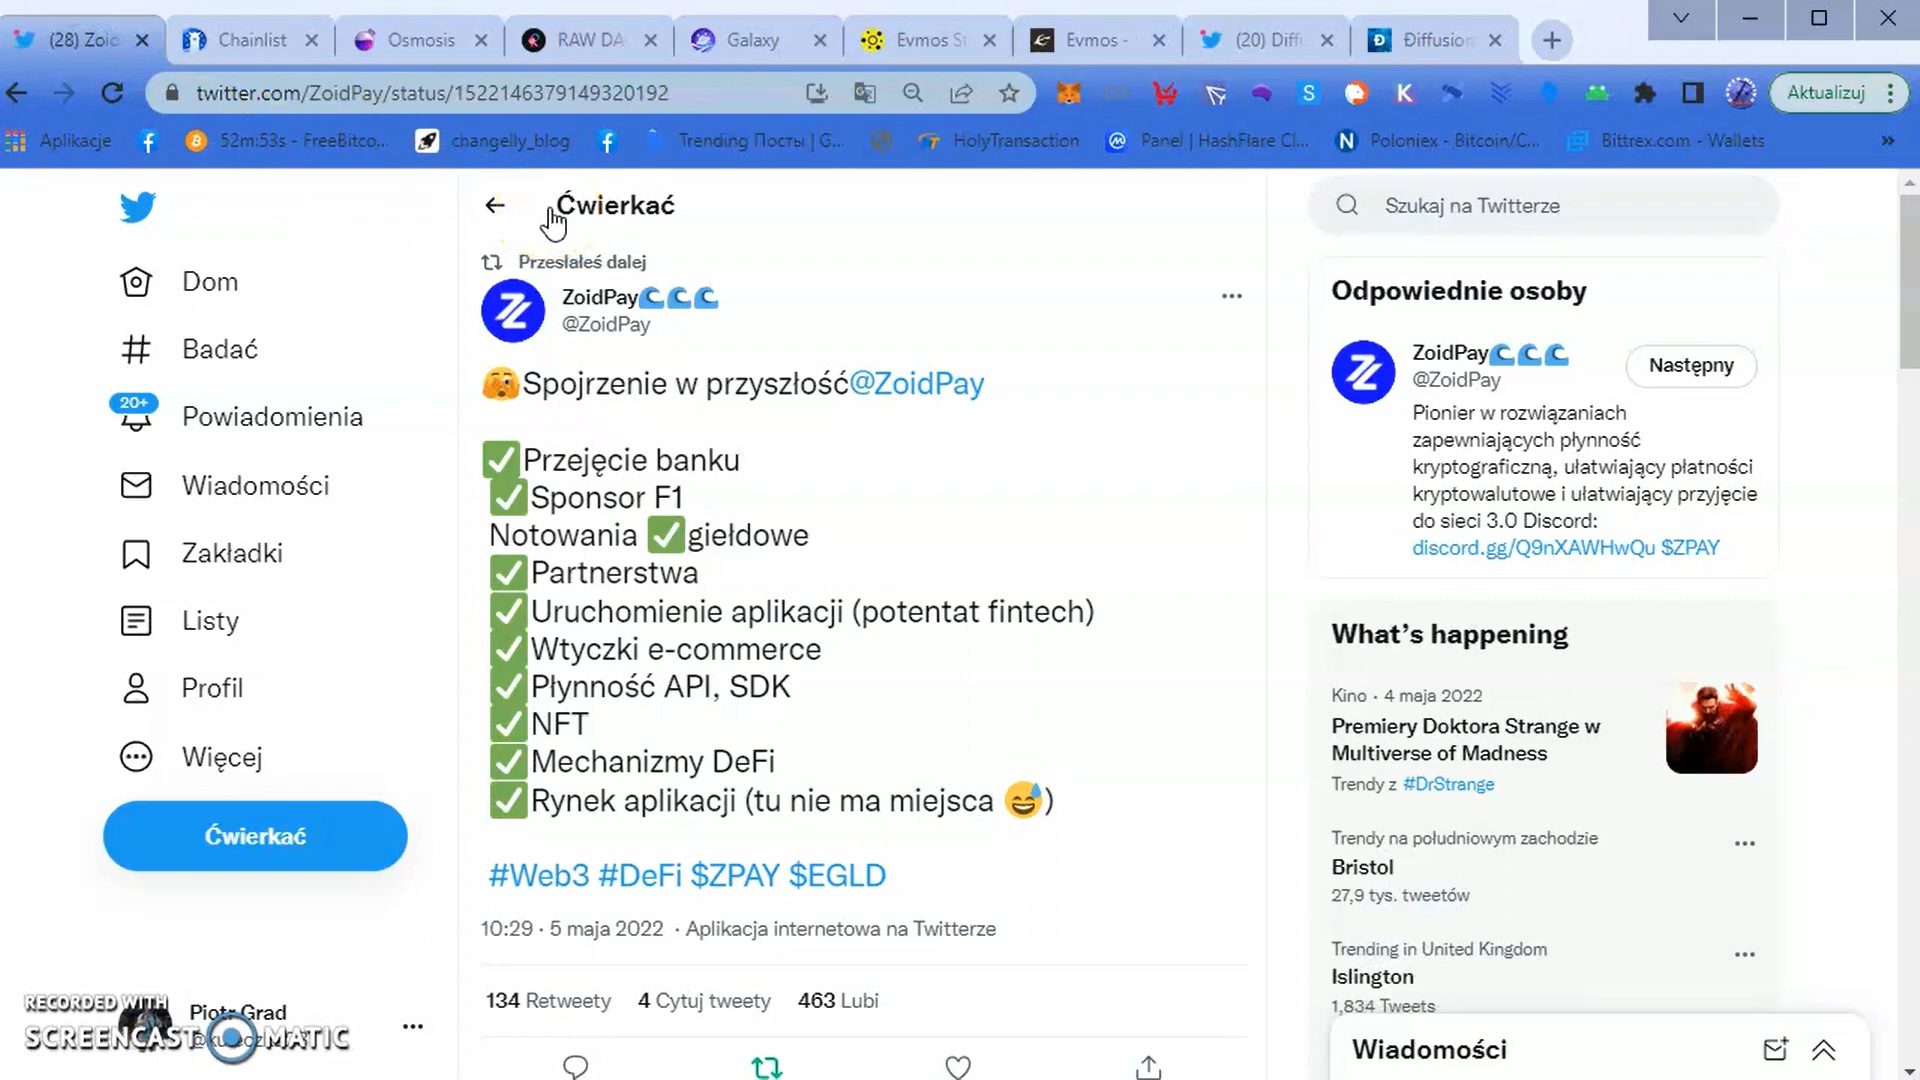 (28) Zoid
Chainlist
Osmosis
RAW DA
Galaxy
Evmos St
Evmos -
(20) Diffu
Diffusion
twitter.com/ZoidPay/status/1522146379149320192
Aktualizuj
Aplikacje
52m:53s - FreeBitco...
changelly_blog
Trending Посты | G...
HolyTransaction
Panel | HashFlare Cl...
Poloniex - Bitcoin/C...
Bittrex.com - Wallets
»
Ćwierkać
Szukaj na Twitterze
Przesłałeś dalej
ZoidPay🌊🌊🌊
@ZoidPay
Dom
Badać
20+
Powiadomienia
Wiadomości
Zakładki
Listy
Profil
Więcej
Ćwierkać
🫣Spojrzenie w przyszłość@ZoidPay
✅Przejęcie banku
✅Sponsor F1
Notowania ✅giełdowe
✅Partnerstwa
✅Uruchomienie aplikacji (potentat fintech)
✅Wtyczki e-commerce
✅Płynność API, SDK
✅NFT
✅Mechanizmy DeFi
✅Rynek aplikacji (tu nie ma miejsca 😅)
#Web3 #DeFi $ZPAY $EGLD
10:29 · 5 maja 2022 · Aplikacja internetowa na Twitterze
134 Retweety 4 Cytuj tweety 463 Lubi
Odpowiednie osoby
ZoidPay🌊🌊🌊
@ZoidPay
Następny
Pionier w rozwiązaniach
zapewniających płynność
kryptograficzną, ułatwiający płatności
kryptowalutowe i ułatwiający przyjęcie
do sieci 3.0 Discord:
discord.gg/Q9nXAWHwQu $ZPAY
What's happening
Kino · 4 maja 2022
Premiery Doktora Strange w
Multiverse of Madness
Trendy z #DrStrange
Trendy na południowym zachodzie
Bristol
27,9 tys. tweetów
Trending in United Kingdom
Islington
1,834 Tweets
Wiadomości
Piotr Grad
RECORDED WITH
SCREENCAST MATIC